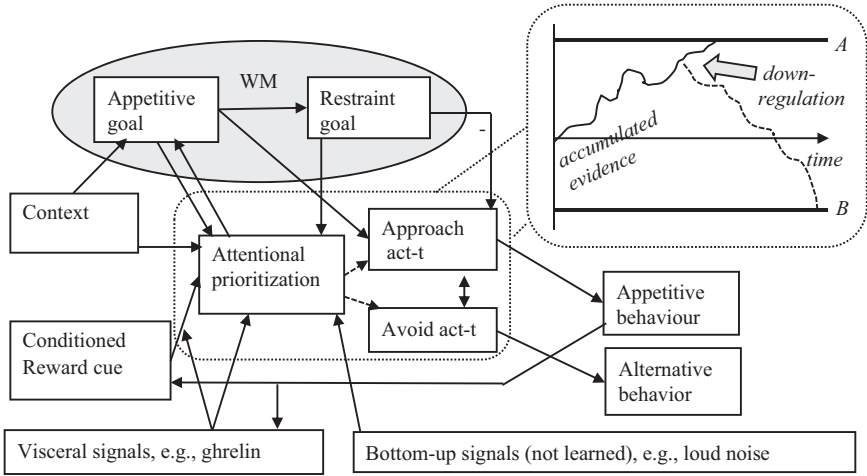 WM
Appetitive
goal
Restraint
goal
-
Context
Attentional
prioritization
Approach
act-t
Avoid act-t
Conditioned
Reward cue
Appetitive
behaviour
Alternative
behavior
Visceral signals, e.g., ghrelin
Bottom-up signals (not learned), e.g., loud noise
A
down-
regulation
accumulated
evidence
time
B